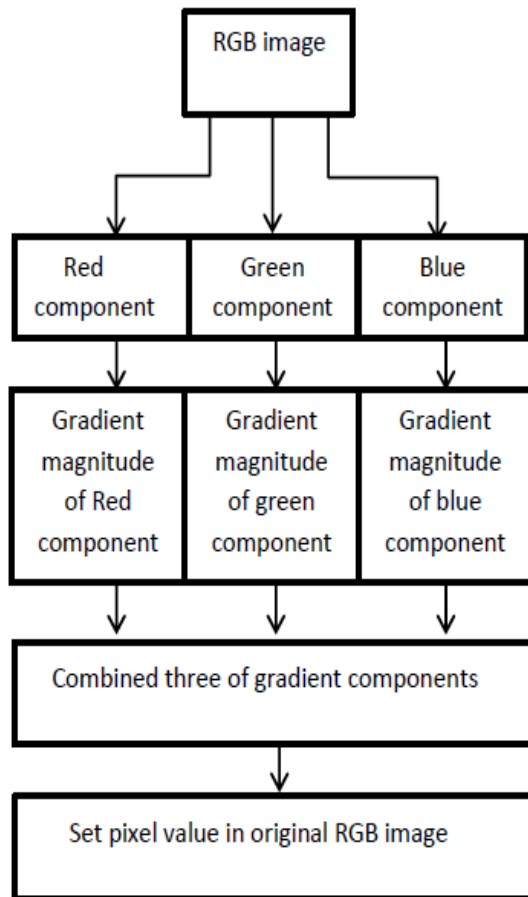 RGB image
Red
component
Green
component
Blue
component
Gradient
magnitude
of Red
component
Gradient
magnitude
of green
component
Gradient
magnitude
of blue
component
Combined three of gradient components
Set pixel value in original RGB image